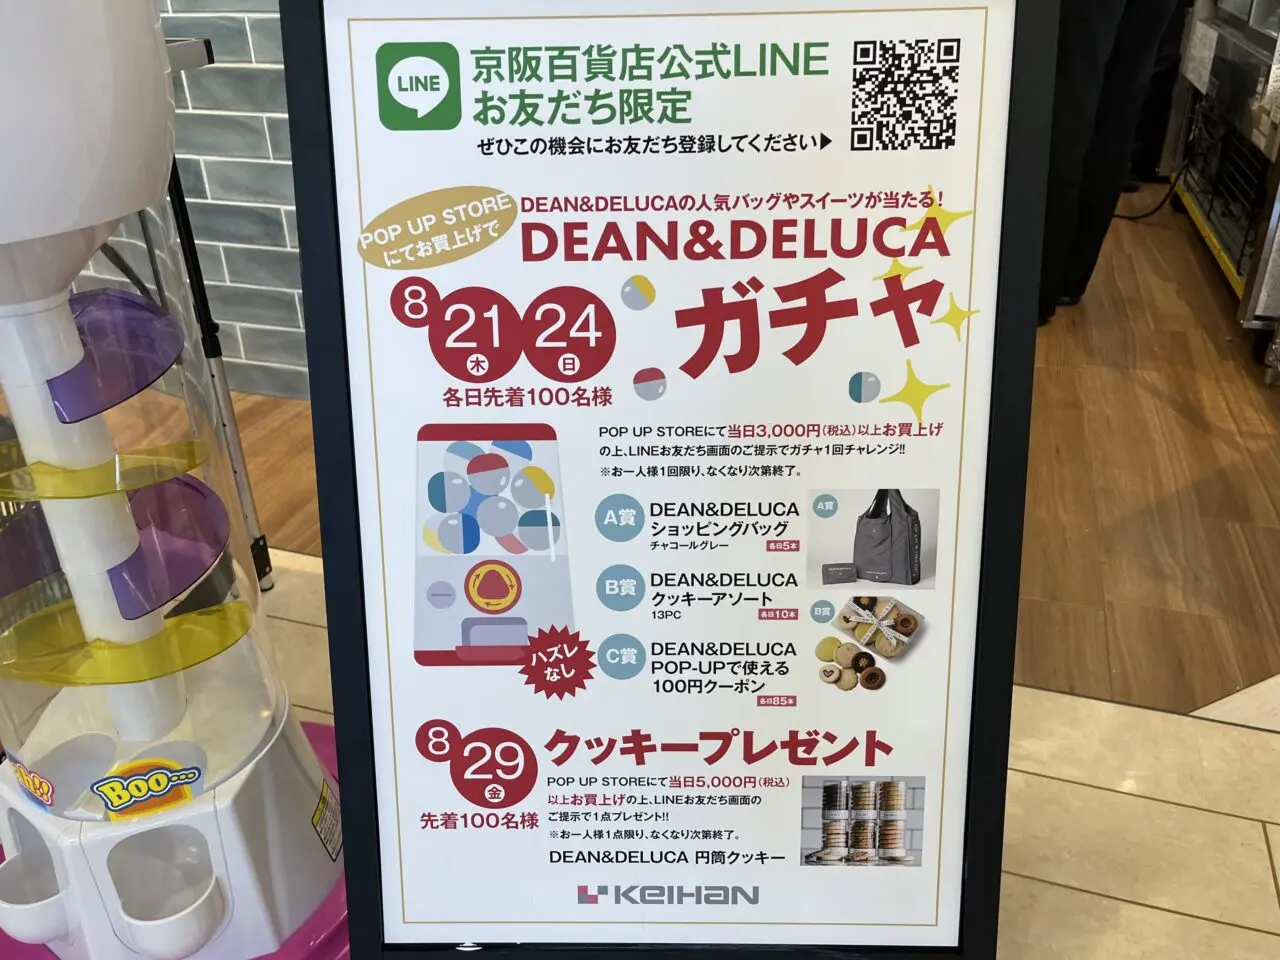 LINE
京阪百貨店公式LINE
お友だち限定
ぜひこの機会にお友だち登録してください▶
POP UP STORE
にてお買上げで
DEAN&DELUCAの人気バッグやスイーツが当たる！
DEAN&DELUCA
ガチャ
8 21 木 24 日
各日先着100名様
POP UP STOREにて当日3,000円(税込)以上お買上げ
の上、LINEお友だち画面のご提示でガチャ1回チャレンジ!!
※お一人様1回限り、なくなり次第終了。
A賞
DEAN&DELUCA
ショッピングバッグ
チャコールグレー
各日5本
A賞
B賞
DEAN&DELUCA
クッキーアソート
13PC
各日10本
B賞
ハズレ
なし
C賞
DEAN&DELUCA
POP-UPで使える
100円クーポン
各日85本
8 29 金
先着100名様
クッキープレゼント
POP UP STOREにて当日5,000円(税込)
以上お買上げの上、LINEお友だち画面の
ご提示で1点プレゼント!!
※お一人様1点限り、なくなり次第終了。
DEAN&DELUCA 円筒クッキー
KEIHAN
Boo...